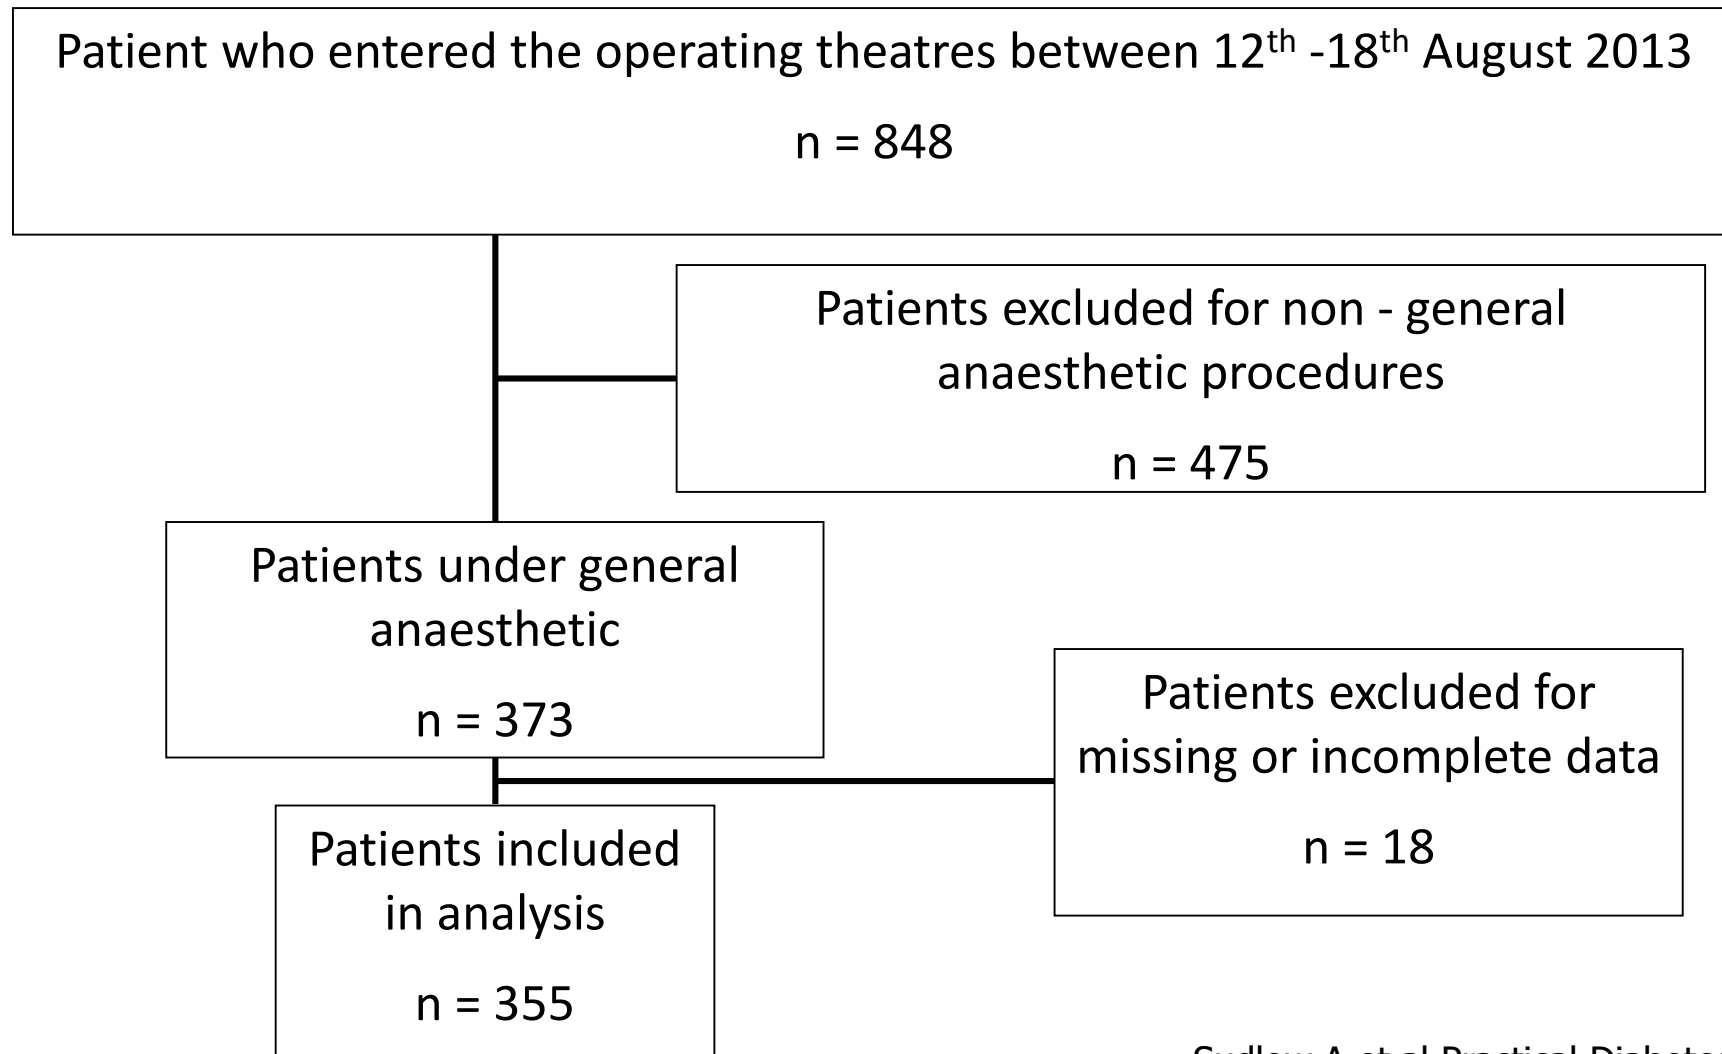 Patient who entered the operating theatres between 12th -18th August 2013
n = 848
Patients excluded for non - general
anaesthetic procedures
n = 475
Patients under general
anaesthetic
n = 373
Patients excluded for
missing or incomplete data
n = 18
Patients included
in analysis
n = 355